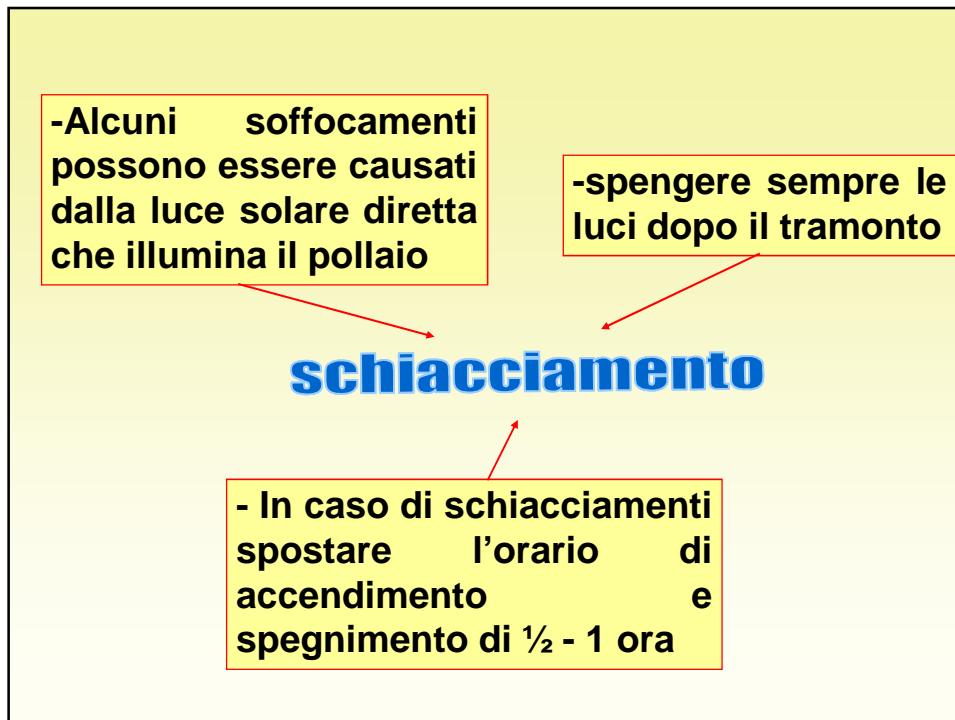 -Alcuni soffocamenti
possono essere causati
dalla luce solare diretta
che illumina il pollaio
-spengere sempre le
luci dopo il tramonto
schiacciamento
- In caso di schiacciamenti
spostare l’orario di
accendimento e
spegnimento di ½ - 1 ora